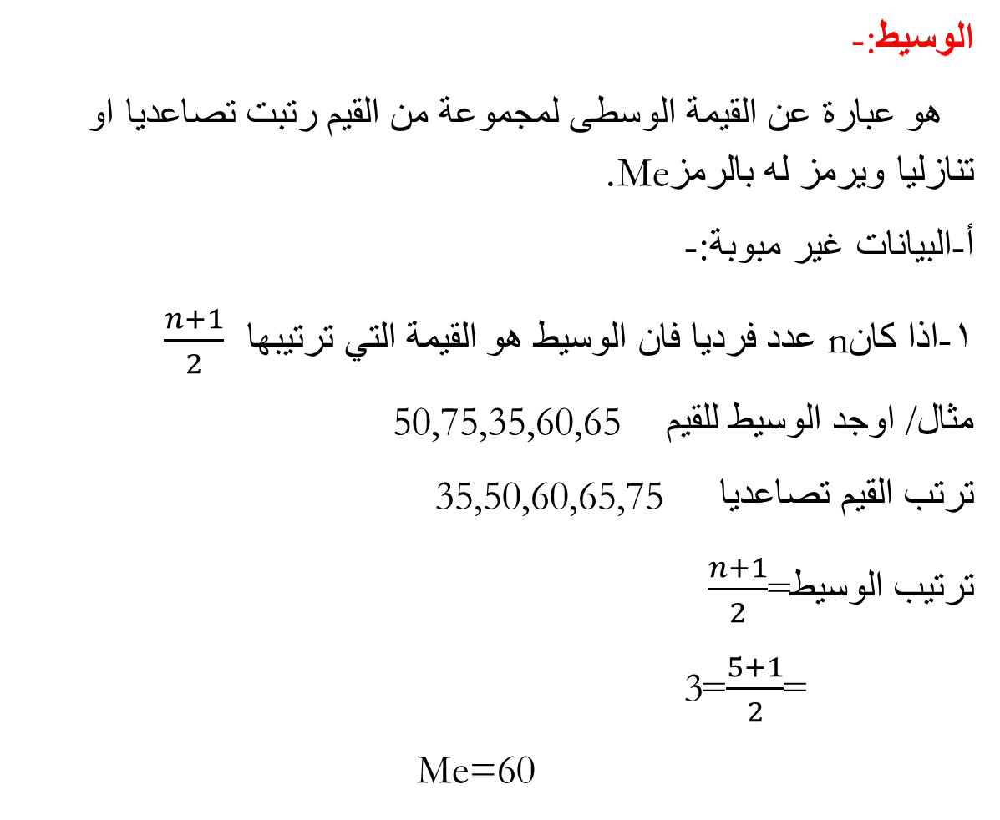 الوسيط:-
هو عبارة عن القيمة الوسطى لمجموعة من القيم رتبت تصاعديا او
تنازليا ويرمز له بالرمزMe.
أ-البيانات غير مبوبة:-
١-اذا كانn عدد فرديا فان الوسيط هو القيمة التي ترتيبها \frac{n+1}{2}
مثال/ اوجد الوسيط للقيم 50,75,35,60,65
ترتب القيم تصاعديا 35,50,60,65,75
ترتيب الوسيط=\frac{n+1}{2}
=\frac{5+1}{2}=3
Me=60